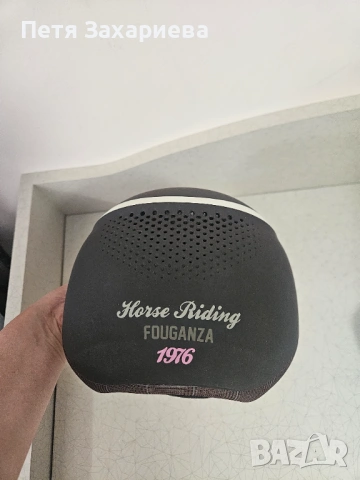 Петя Захариева
Horse Riding
FOUGANZA
1976
BAZAR